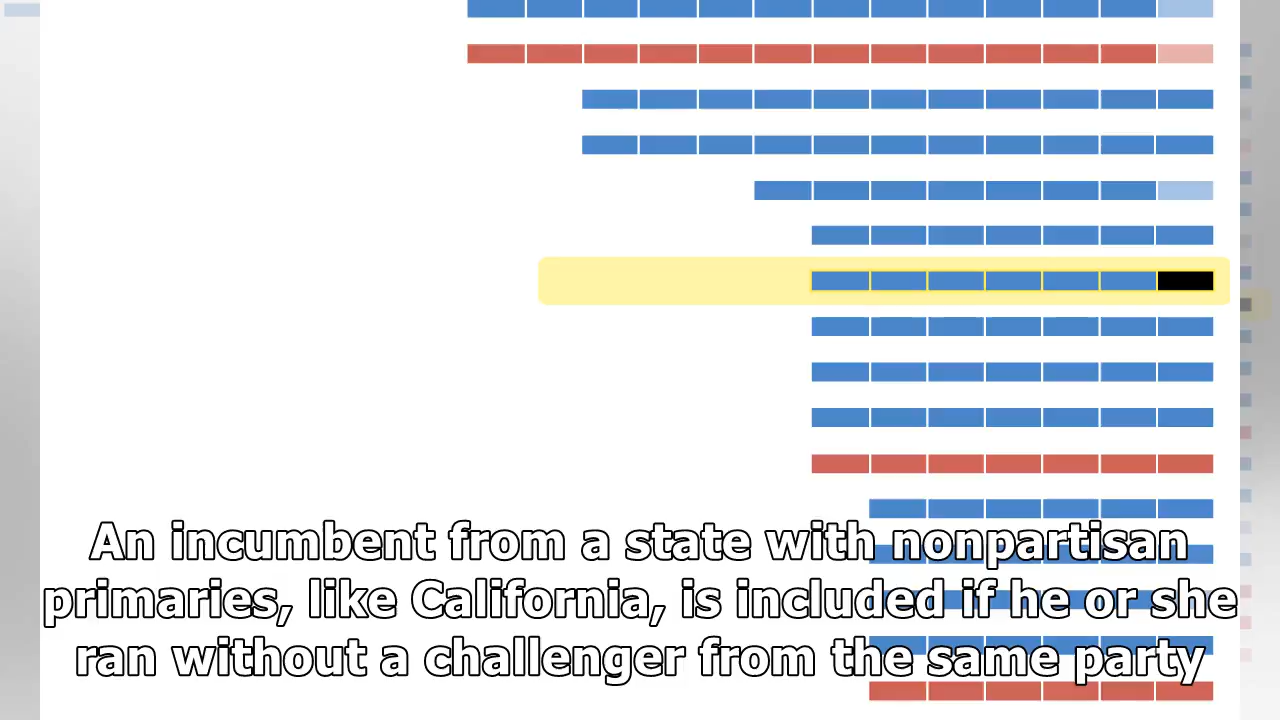 An incumbent from a state with nonpartisan
primaries, like California, is included if he or she
ran without a challenger from the same party